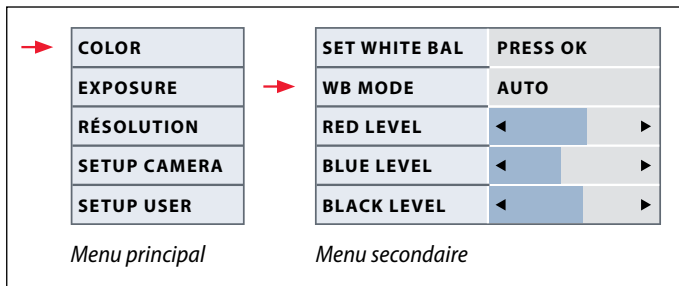 COLOR
EXPOSURE
RÉSOLUTION
SETUP CAMERA
SETUP USER
Menu principal
SET WHITE BAL PRESS OK
WB MODE AUTO
RED LEVEL
BLUE LEVEL
BLACK LEVEL
Menu secondaire